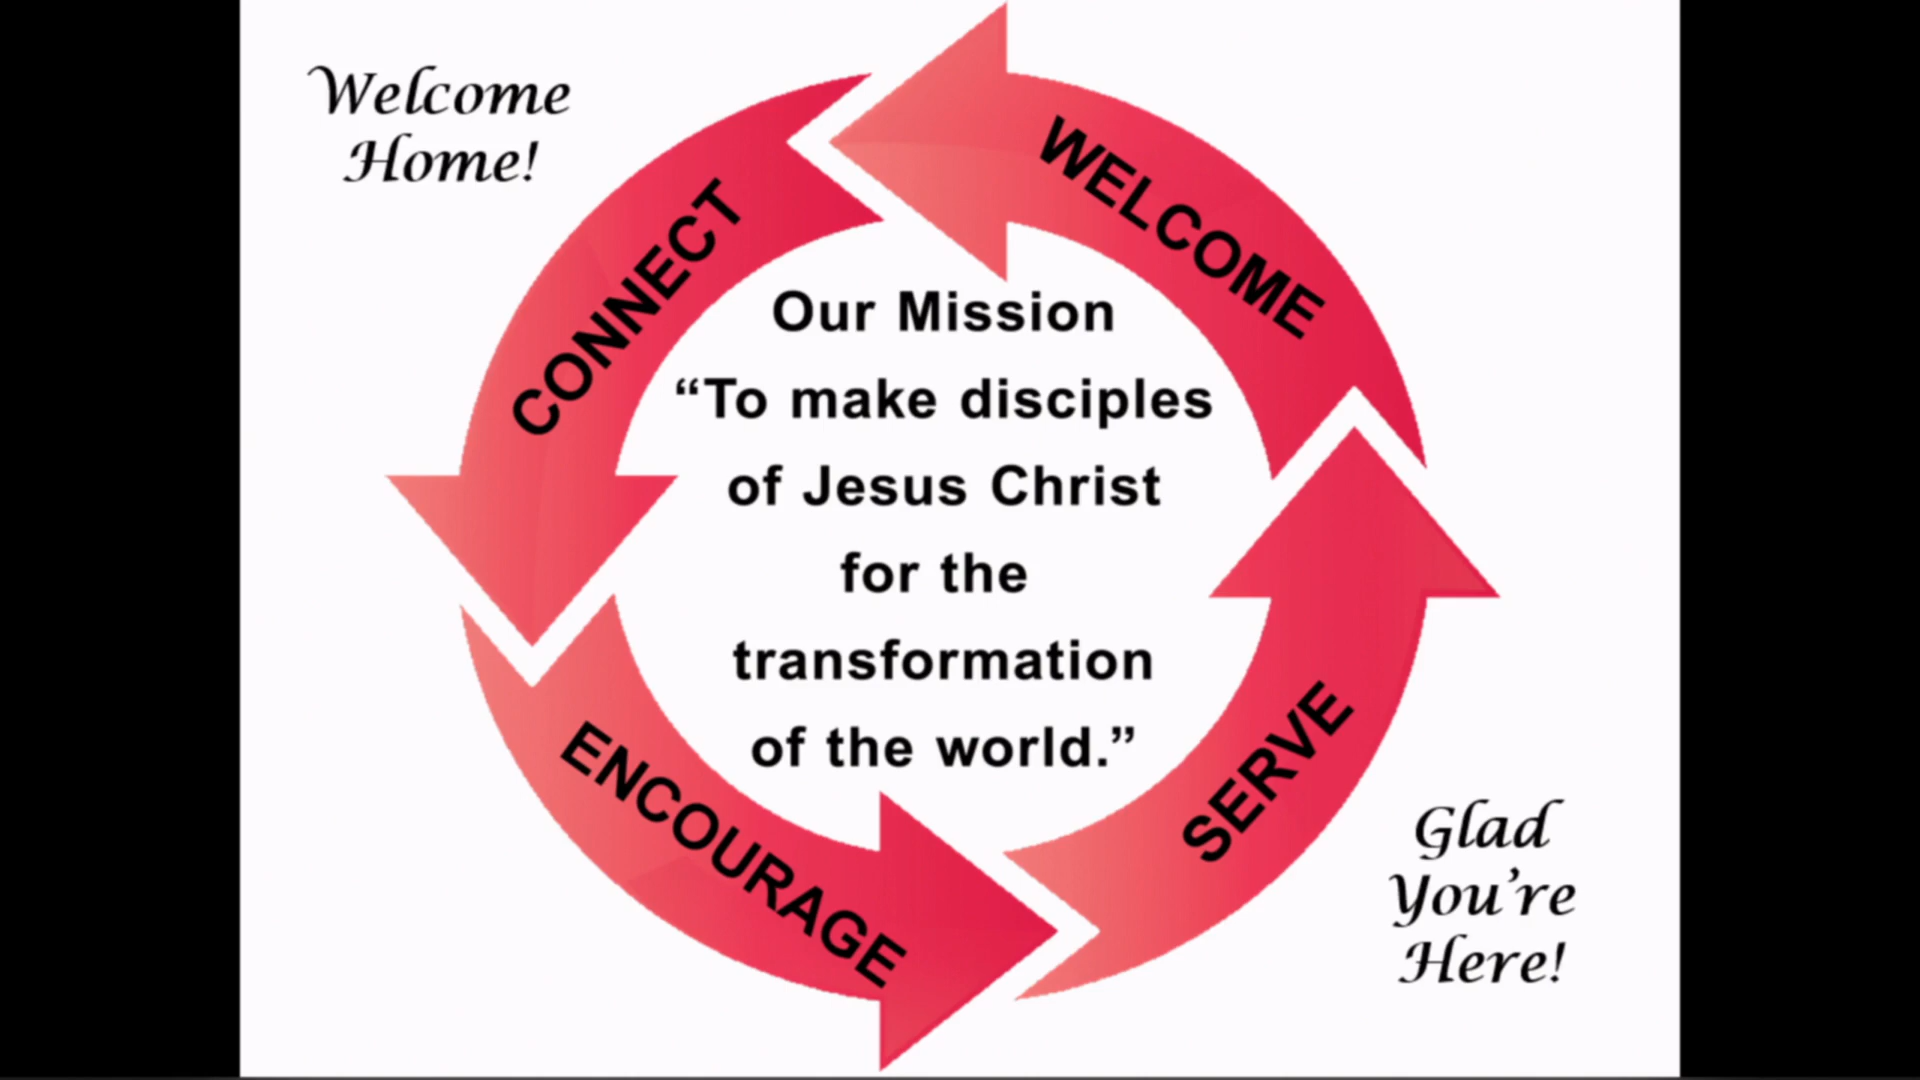 Welcome
Home!
WELCOME
CONNECT
Our Mission
“To make disciples
of Jesus Christ
for the
transformation
of the world.”
ENCOURAGE
SERVE
Glad
You’re
Here!